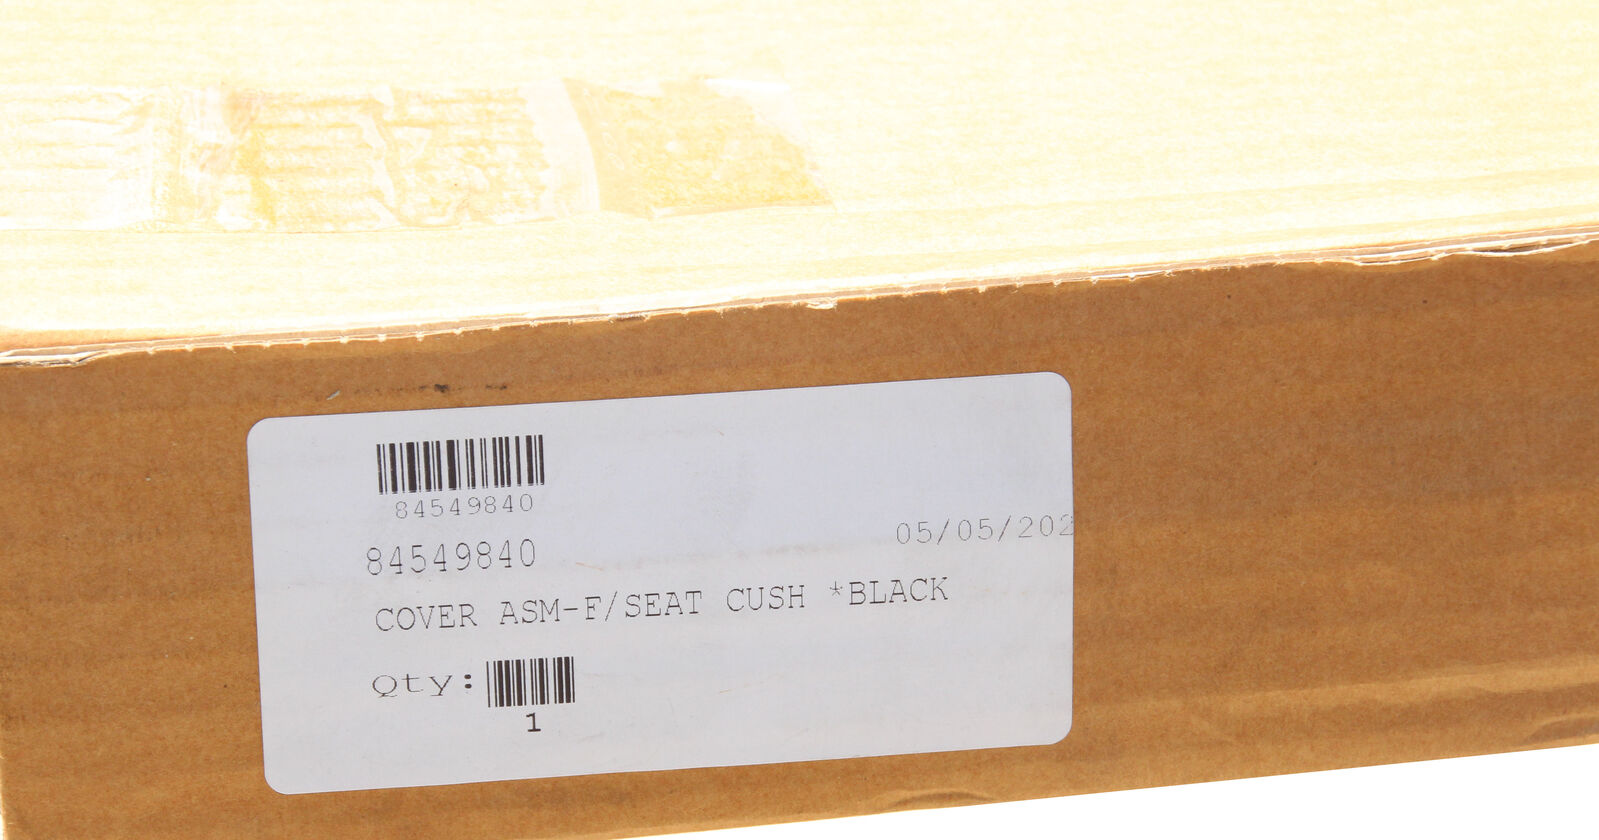 84549840
05/05/202
84549840
COVER ASM-F/SEAT CUSH *BLACK
Qty:
1